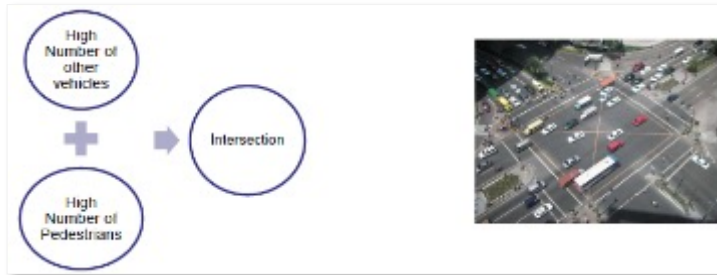 High
Number of
other
vehicles
Intersection
High
Number of
Pedestrians